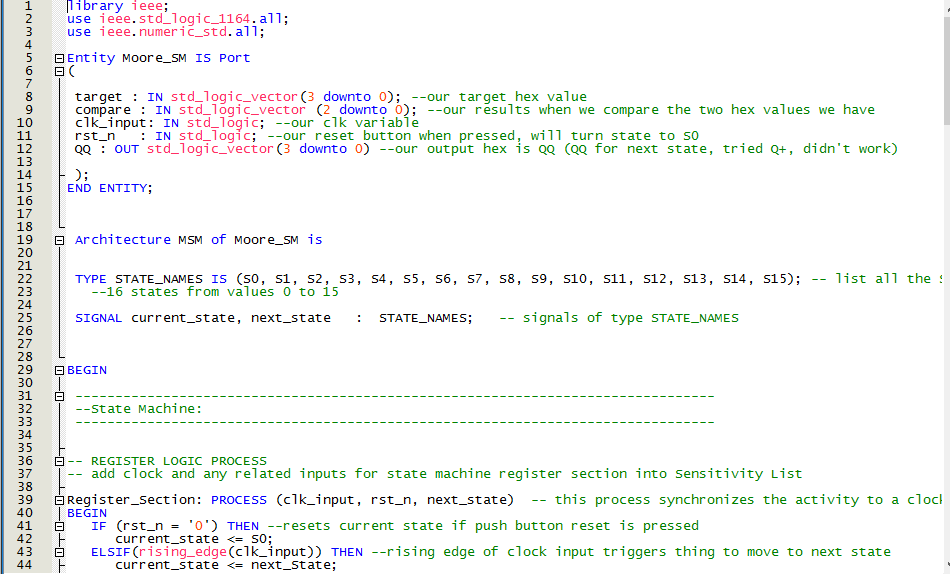 1 library ieee;
2 use ieee.std_logic_1164.all;
3 use ieee.numeric_std.all;
4
5 Entity Moore_SM IS Port
6 (
7
8 target : IN std_logic_vector(3 downto 0); --our target hex value
9 compare : IN std_logic_vector (2 downto 0); --our results when we compare the two hex values we have
10 clk_input: IN std_logic; --our clk variable
11 rst_n : IN std_logic; --our reset button when pressed, will turn state to S0
12 QQ : OUT std_logic_vector(3 downto 0) --our output hex is QQ (QQ for next state, tried Q+, didn't work)
13
14 );
15 END ENTITY;
16
17
18
19 Architecture MSM of Moore_SM is
20
21
22 TYPE STATE_NAMES IS (S0, S1, S2, S3, S4, S5, S6, S7, S8, S9, S10, S11, S12, S13, S14, S15); -- list all the
23 --16 states from values 0 to 15
24
25 SIGNAL current_state, next_state : STATE_NAMES; -- signals of type STATE_NAMES
26
27
28
29 BEGIN
30
31 --------------------------------------------------------------------------------
32 --State Machine:
33 --------------------------------------------------------------------------------
34
35
36 -- REGISTER LOGIC PROCESS
37 -- add clock and any related inputs for state machine register section into Sensitivity List
38
39 Register_Section: PROCESS (clk_input, rst_n, next_state) -- this process synchronizes the activity to a clock
40 BEGIN
41 IF (rst_n = '0') THEN --resets current state if push button reset is pressed
42 current_state <= S0;
43 ELSIF(rising_edge(clk_input)) THEN --rising edge of clock input triggers thing to move to next state
44 current_state <= next_State;